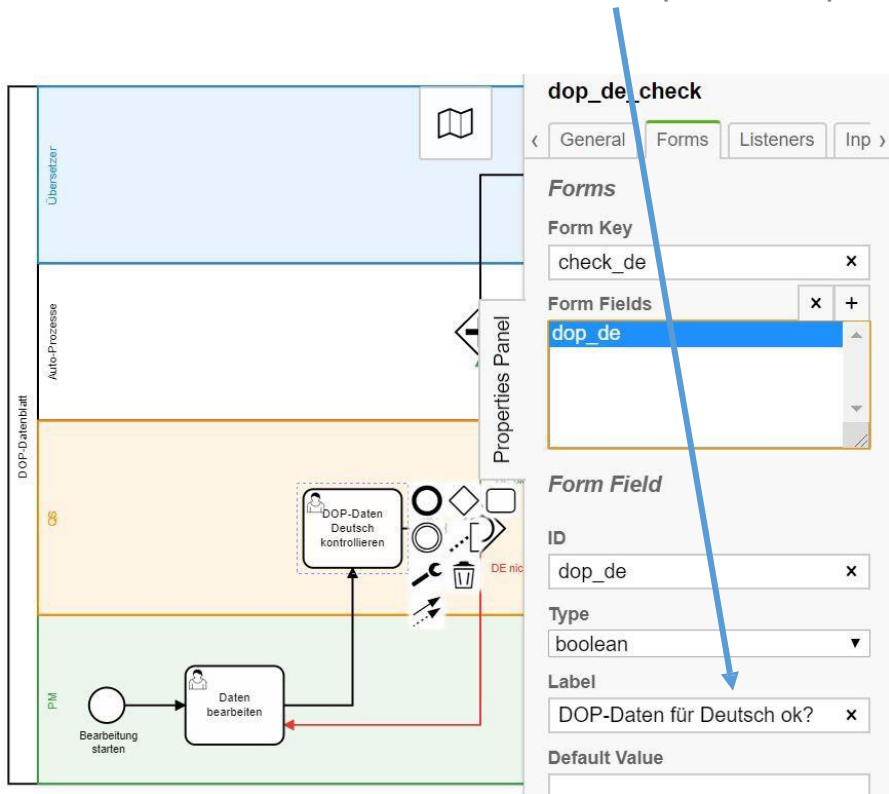 dop_de_check
General
Forms
Listeners
Inp
Forms
Form Key
check_de
Form Fields
dop_de
Properties Panel
Form Field
ID
dop_de
Type
boolean
Label
DOP-Daten für Deutsch ok?
Default Value
DOP-Datenblatt
Übersetzer
Auto-Prozesse
QS
DOP-Daten
Deutsch
kontrollieren
DE nic
PM
Bearbeitung
starten
Daten
bearbeiten